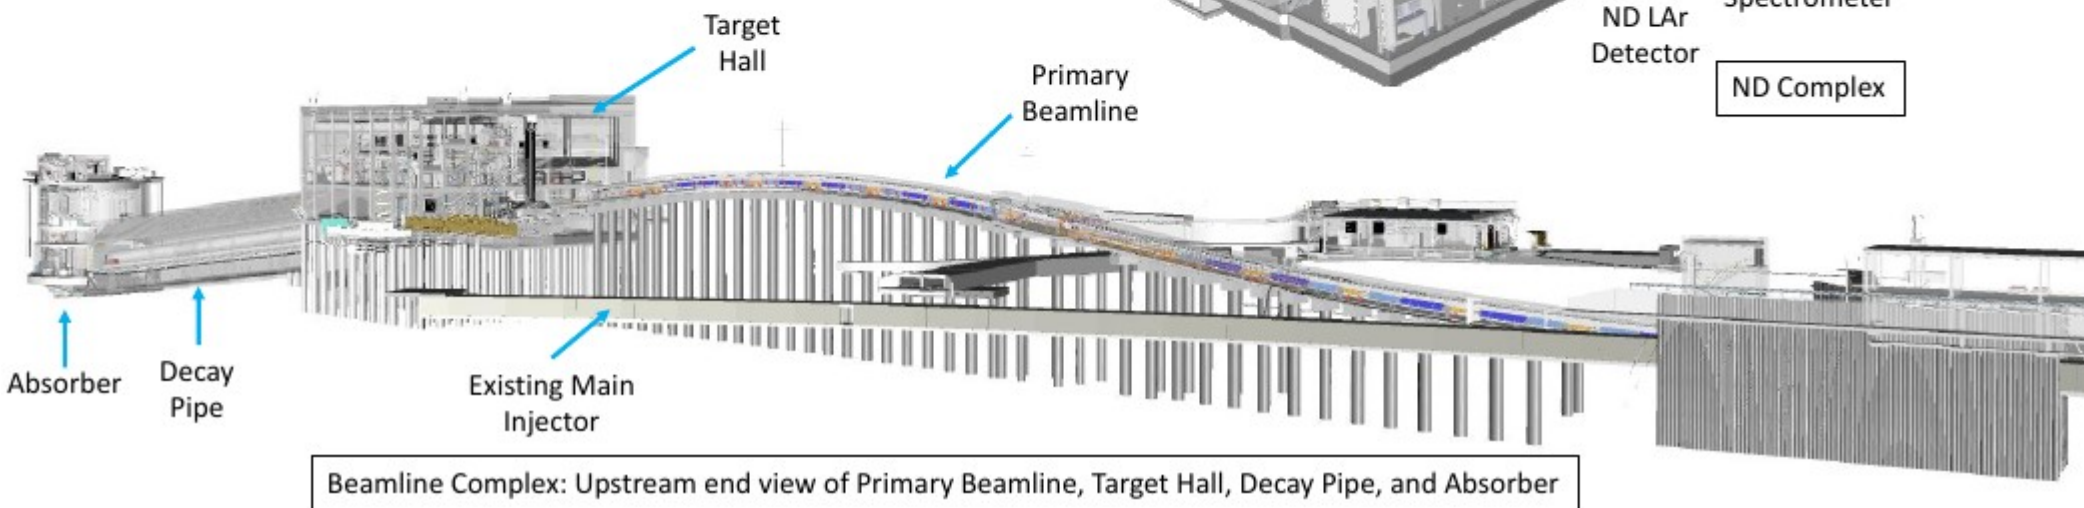 Target
Hall
Primary
Beamline
Spectrometer
ND LAr
Detector
ND Complex
Absorber
Decay
Pipe
Existing Main
Injector
Beamline Complex: Upstream end view of Primary Beamline, Target Hall, Decay Pipe, and Absorber